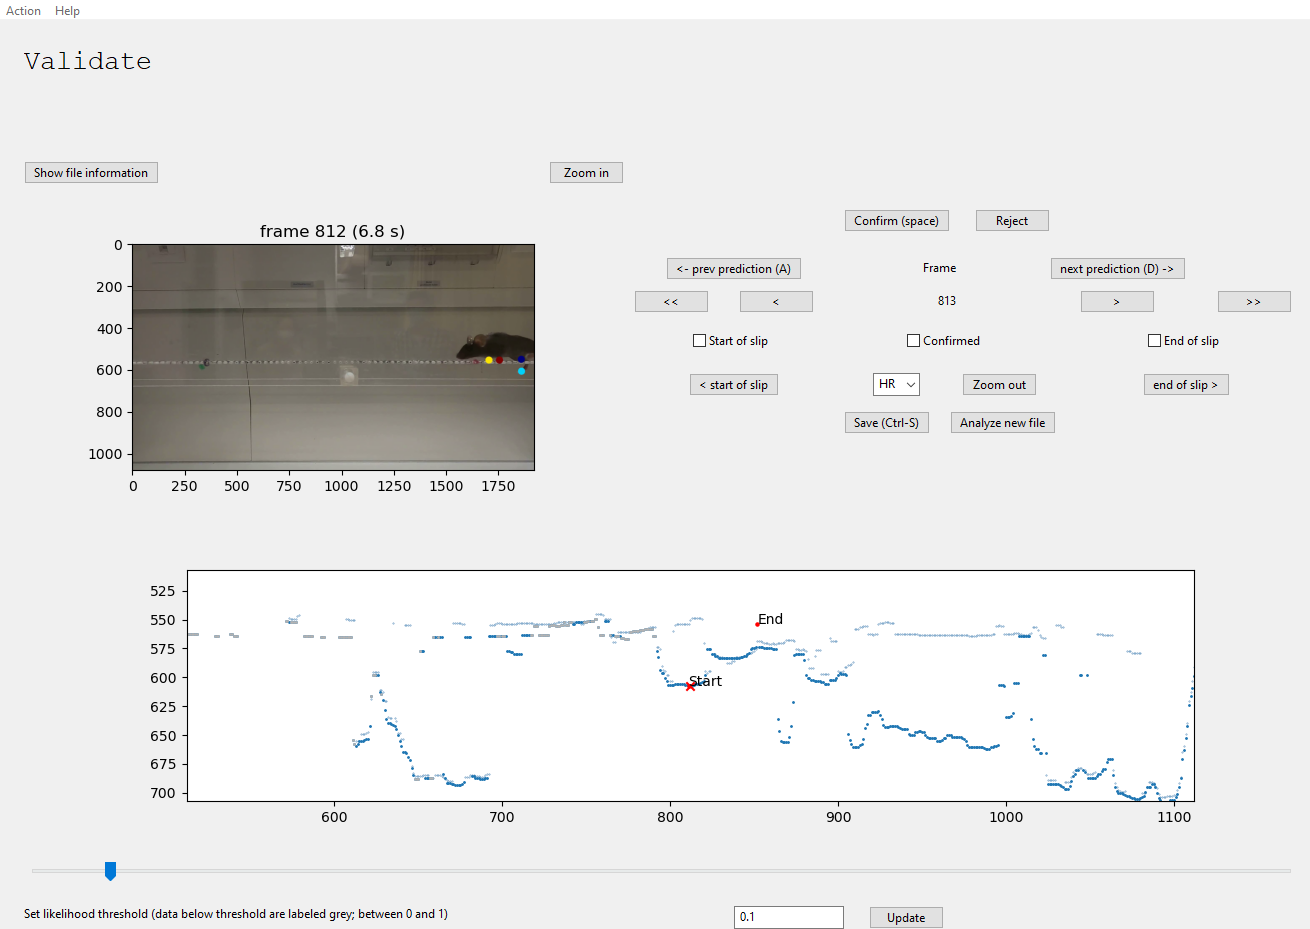 Action Help
Validate
Show file information
Zoom in
Confirm (space) Reject
frame 812 (6.8 s)
<- prev prediction (A) Frame next prediction (D) ->
<< < 813 > >>
Start of slip Confirmed End of slip
< start of slip HR Zoom out end of slip >
Save (Ctrl-S) Analyze new file
0
200
400
600
800
1000
0 250 500 750 1000 1250 1500 1750
525
550
575
600
625
650
675
700
End
Start
600 700 800 900 1000 1100
Set likelihood threshold (data below threshold are labeled grey; between 0 and 1) 0.1 Update